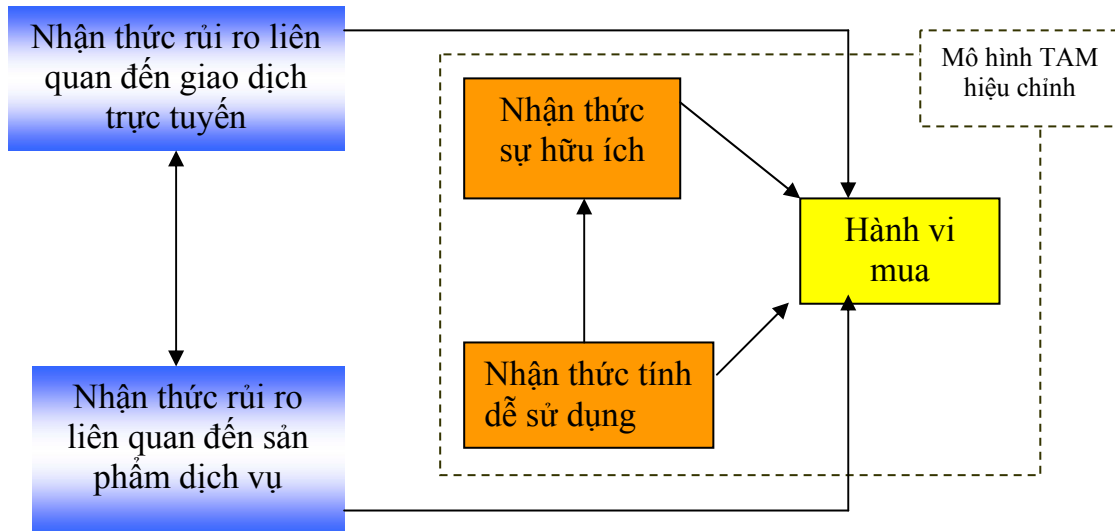 Nhận thức rủi ro liên
quan đến giao dịch
trực tuyến
Mô hình TAM
hiệu chỉnh
Nhận thức
sự hữu ích
Hành vi
mua
Nhận thức tính
dễ sử dụng
Nhận thức rủi ro
liên quan đến sản
phẩm dịch vụ